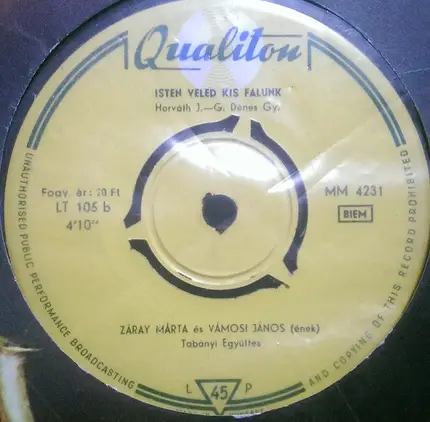 Qualiton
ISTEN VELED KIS FALUNK
Horváth J.—G. Dénes Gy.
Fogy. ár: 20 Ft
LT 105 b
4'10"
MM 4231
BIEM
ZÁRAY MÁRTA és VÁMOSI JÁNOS (ének)
Tabányi Együttes
L 45 P
UNAUTHORISED PUBLIC PERFORMANCE BROADCASTING
AND COPYING OF THIS RECORD PROHIBITED